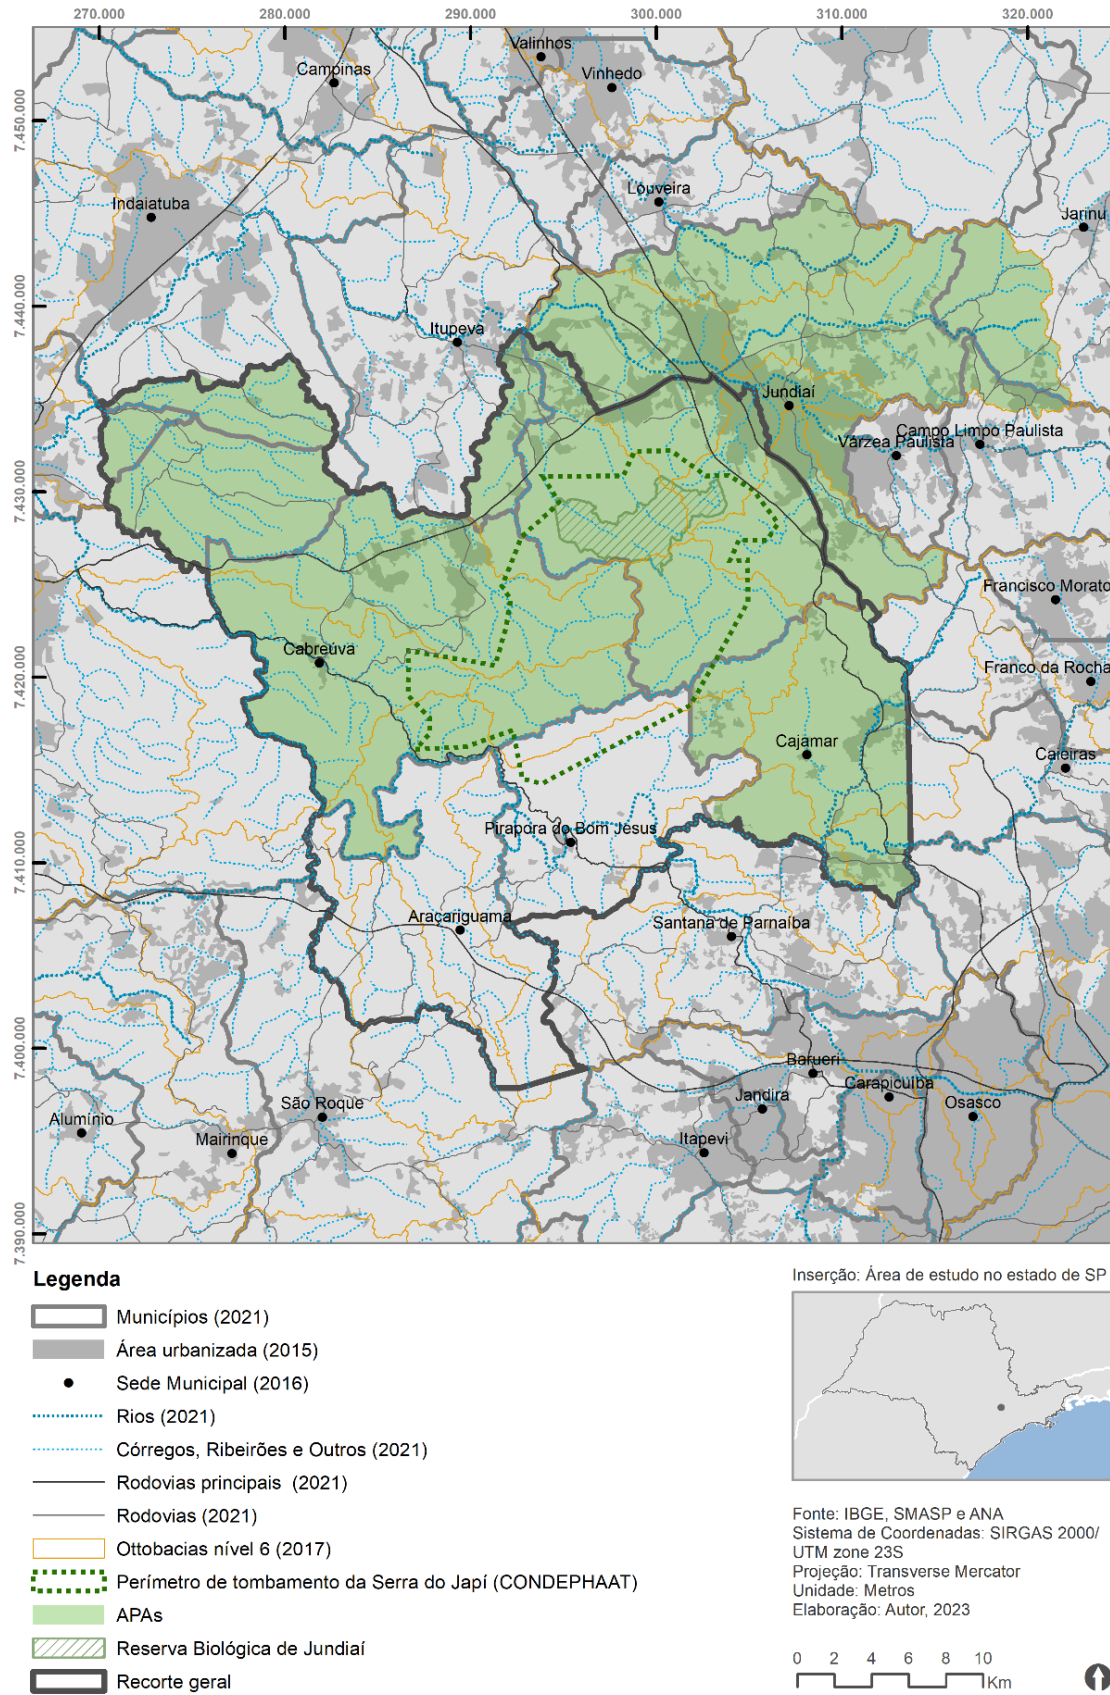 270.000 280.000 290.000 300.000 310.000 320.000
7.450.000
7.440.000
7.430.000
7.420.000
7.410.000
7.400.000
7.390.000
Valinhos
Campinas
Vinhedo
Indaiatuba
Louveira
Jarinu
Itupeva
Jundiaí
Campo Limpo Paulista
Várzea Paulista
Francisco Morato
Cabreúva
Franco da Rocha
Cajamar
Caieiras
Pirapora do Bom Jesus
Araçariguama
Santana de Parnaíba
Barueri
Carapicuíba
Jandira
Osasco
São Roque
Alumínio
Mairinque
Itapevi
Legenda
Municípios (2021)
Área urbanizada (2015)
Sede Municipal (2016)
Rios (2021)
Córregos, Ribeirões e Outros (2021)
Rodovias principais (2021)
Rodovias (2021)
Ottobacias nível 6 (2017)
Perímetro de tombamento da Serra do Japí (CONDEPHAAT)
APAs
Reserva Biológica de Jundiaí
Recorte geral
Inserção: Área de estudo no estado de SP
Fonte: IBGE, SMASP e ANA
Sistema de Coordenadas: SIRGAS 2000/
UTM zone 23S
Projeção: Transverse Mercator
Unidade: Metros
Elaboração: Autor, 2023
0 2 4 6 8 10
Km